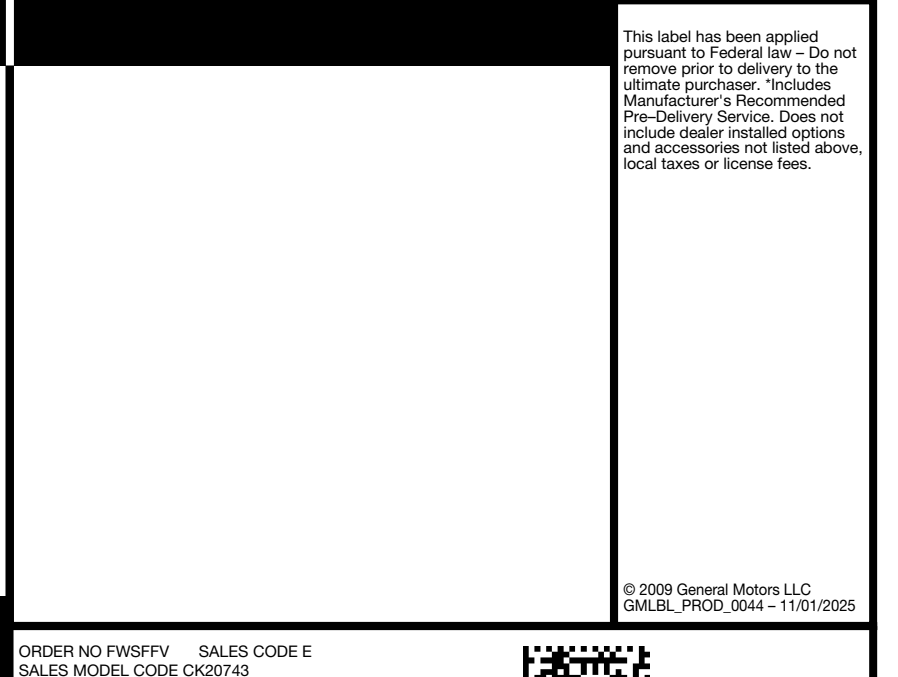 This label has been applied
pursuant to Federal law – Do not
remove prior to delivery to the
ultimate purchaser. *Includes
Manufacturer's Recommended
Pre–Delivery Service. Does not
include dealer installed options
and accessories not listed above,
local taxes or license fees.
© 2009 General Motors LLC
GMLBL_PROD_0044 – 11/01/2025
ORDER NO FWSFFV SALES CODE E
SALES MODEL CODE CK20743